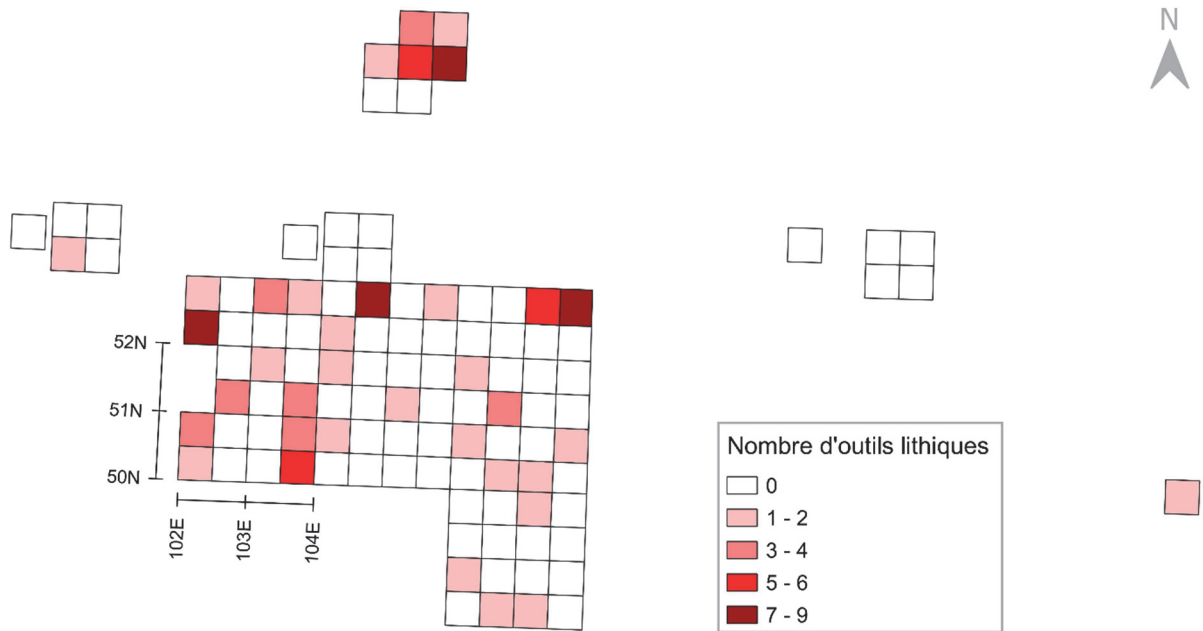 N
52N
51N
50N
102E
103E
104E
Nombre d'outils lithiques
0
1 - 2
3 - 4
5 - 6
7 - 9